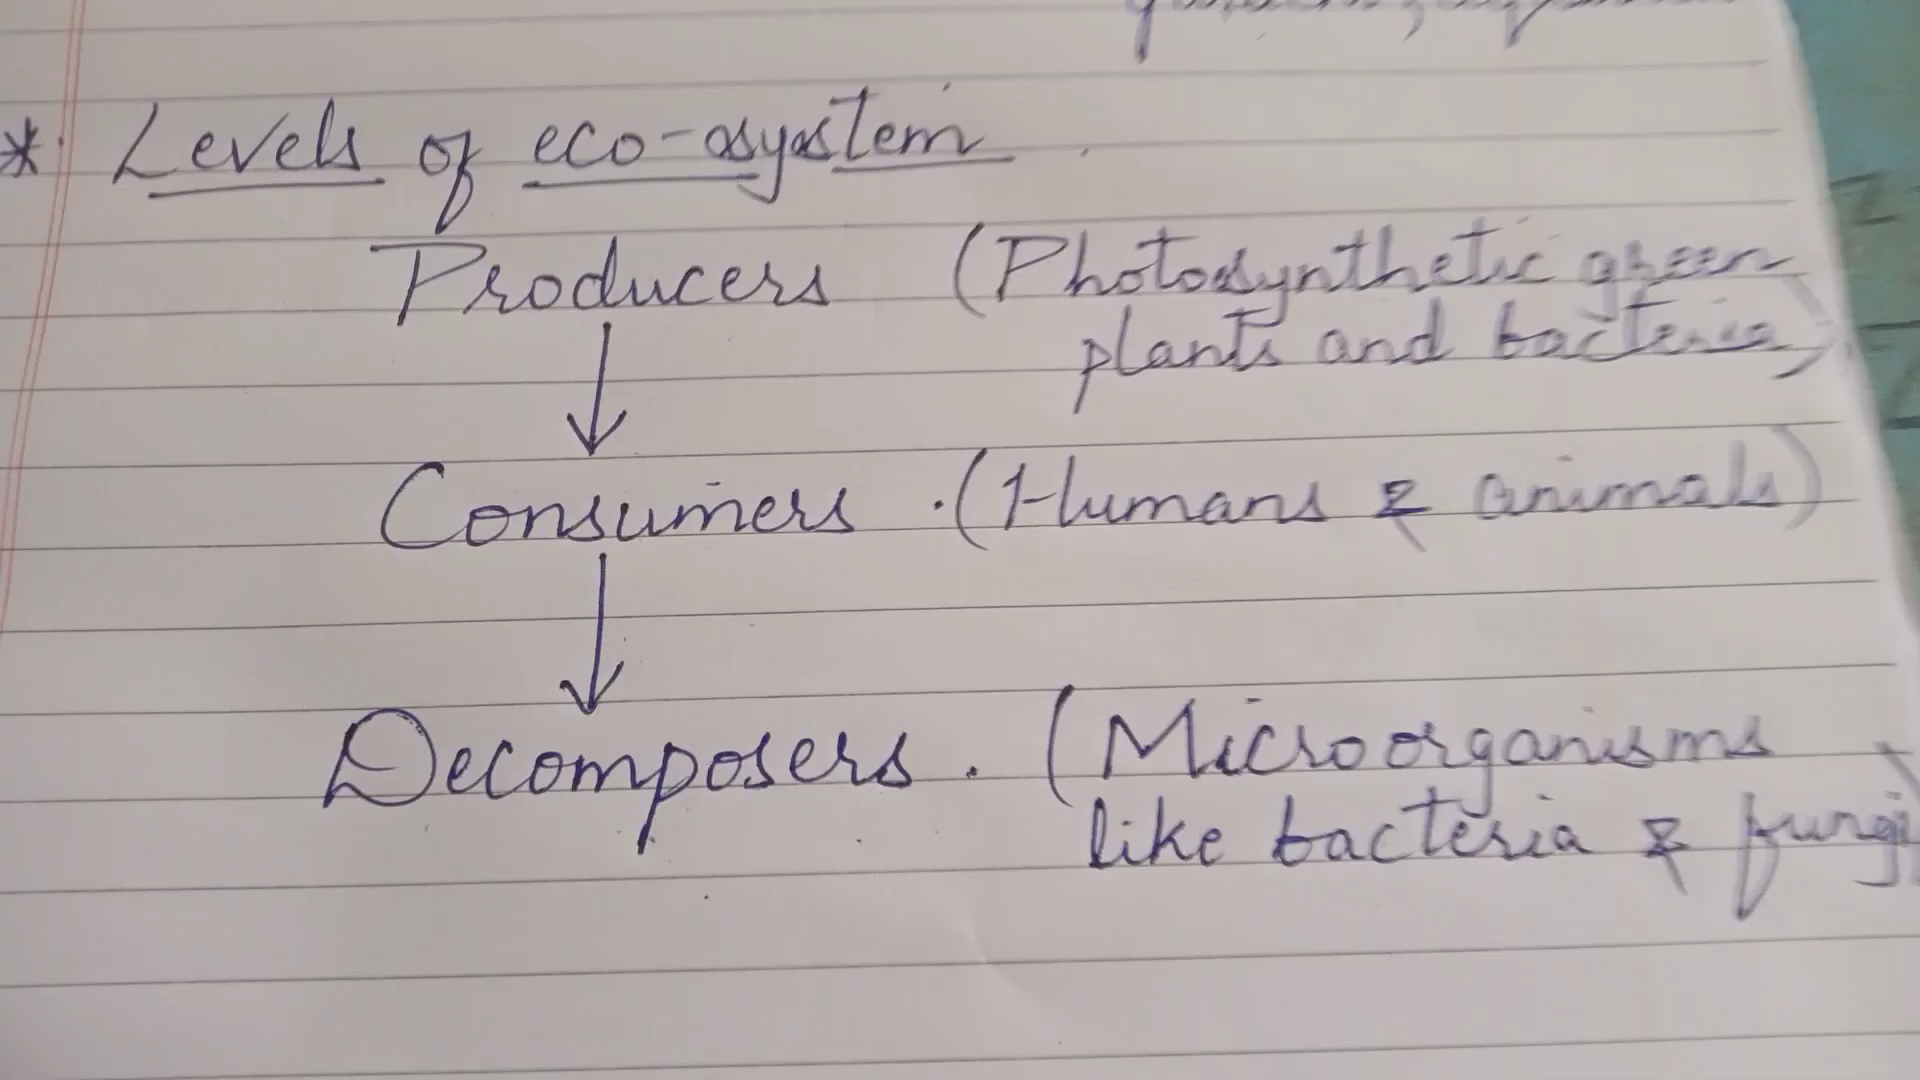 * Levels of eco-system
Producers (Photosynthetic green
plants and bacteria)
Consumers . (Humans & animals)
Decomposers . (Microorganisms
like bacteria & fungi)